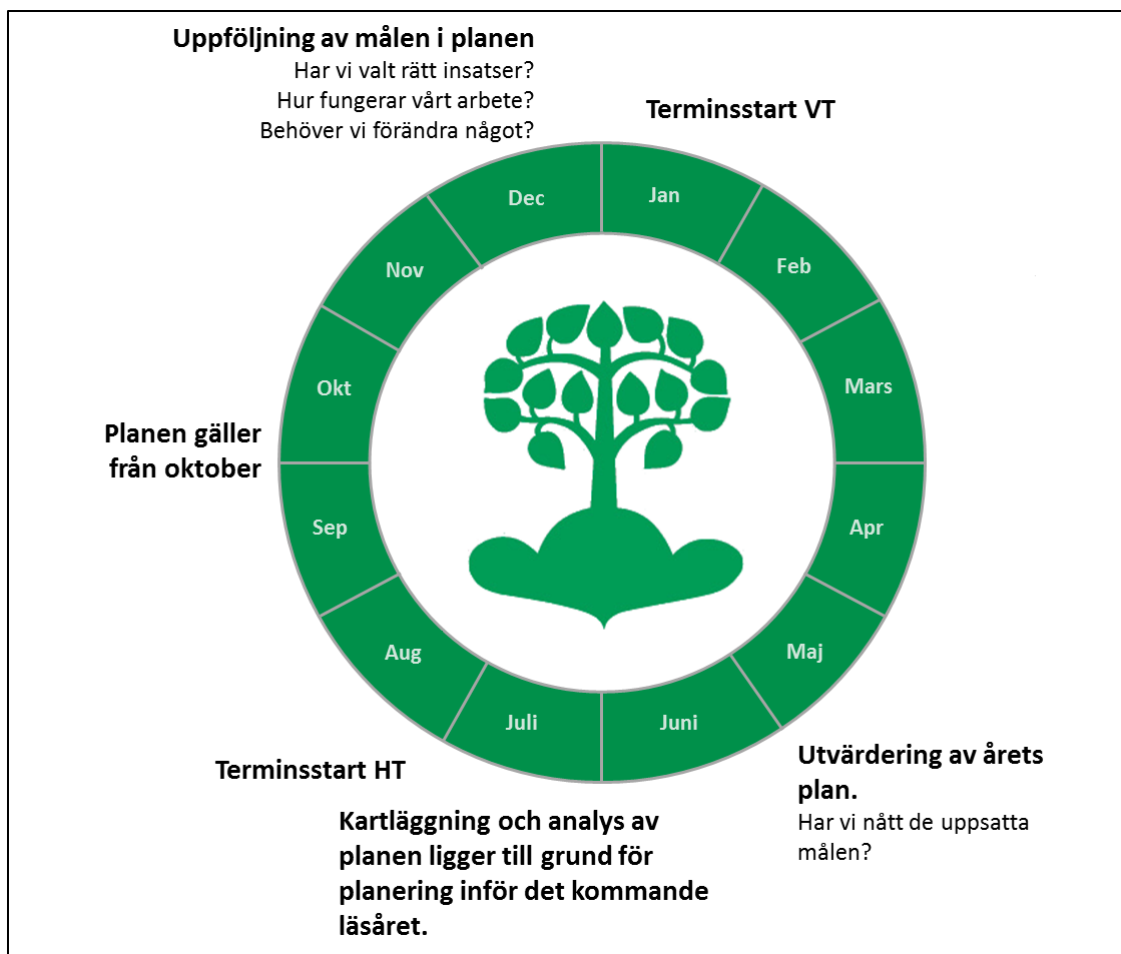 Uppföljning av målen i planen
Har vi valt rätt insatser?
Hur fungerar vårt arbete?
Behöver vi förändra något?
Terminsstart VT
Dec
Jan
Nov
Feb
Okt
Mars
Planen gäller
från oktober
Sep
Apr
Aug
Maj
Juli
Juni
Terminsstart HT
Utvärdering av årets
plan.
Har vi nått de uppsatta
målen?
Kartläggning och analys av
planen ligger till grund för
planering inför det kommande
läsåret.